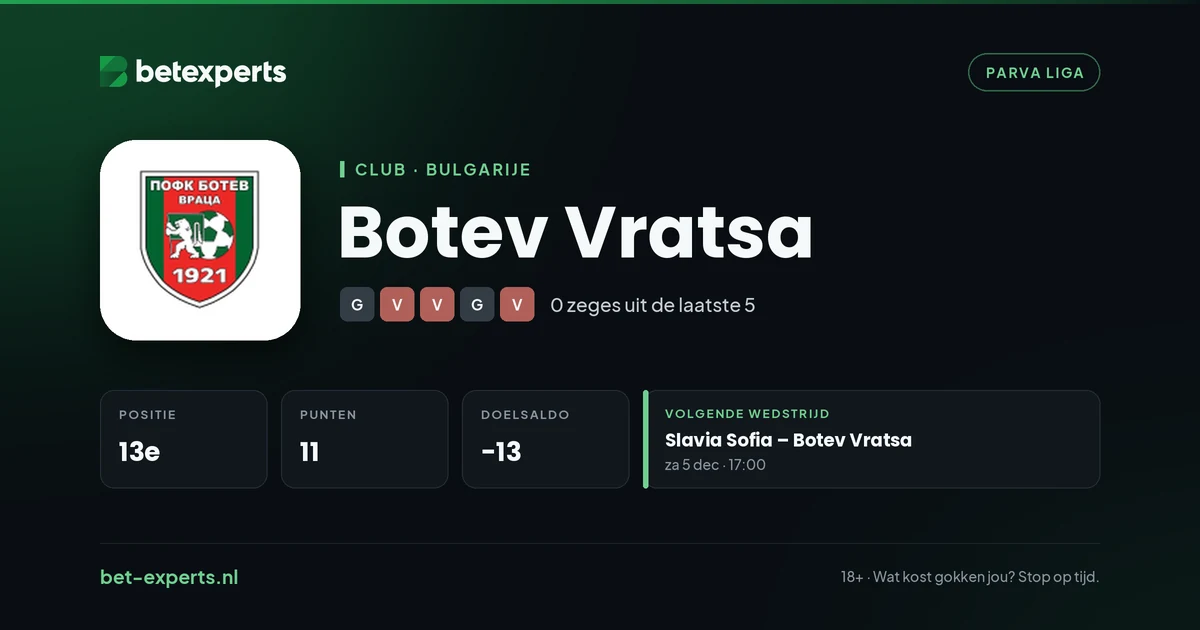 betexperts
PARVA LIGA
ПОФК БОТЕВ
ВРАЦА
1921
CLUB · BULGARIJE
Botev Vratsa
G V V G V 0 zeges uit de laatste 5
POSITIE
13e
PUNTEN
11
DOELSALDO
−13
VOLGENDE WEDSTRIJD
Slavia Sofia – Botev Vratsa
za 5 dec · 17:00
bet-experts.nl
18+ · Wat kost gokken jou? Stop op tijd.